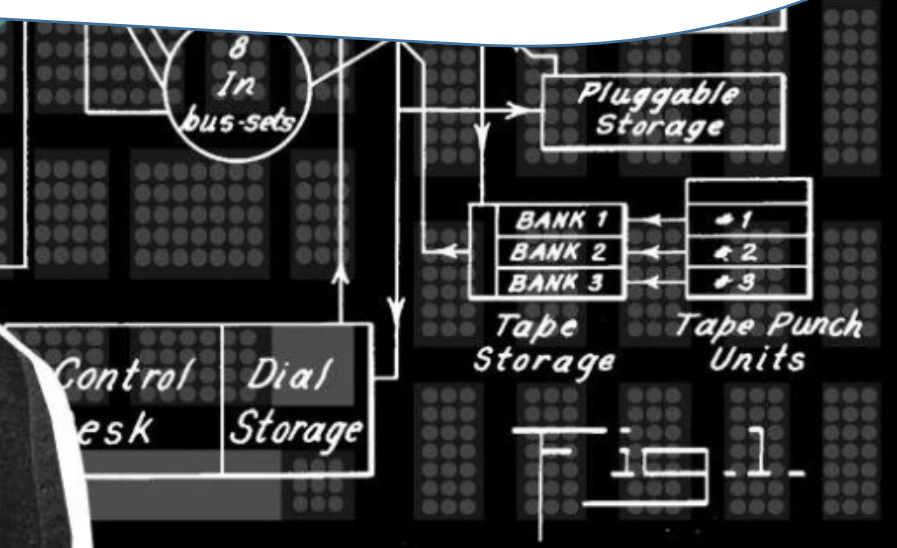 8
In
bus-sets
Pluggable
Storage
BANK 1
BANK 2
BANK 3
#1
#2
#3
Tape
Storage
Tape Punch
Units
Control
esk
Dial
Storage
Fig. 1.